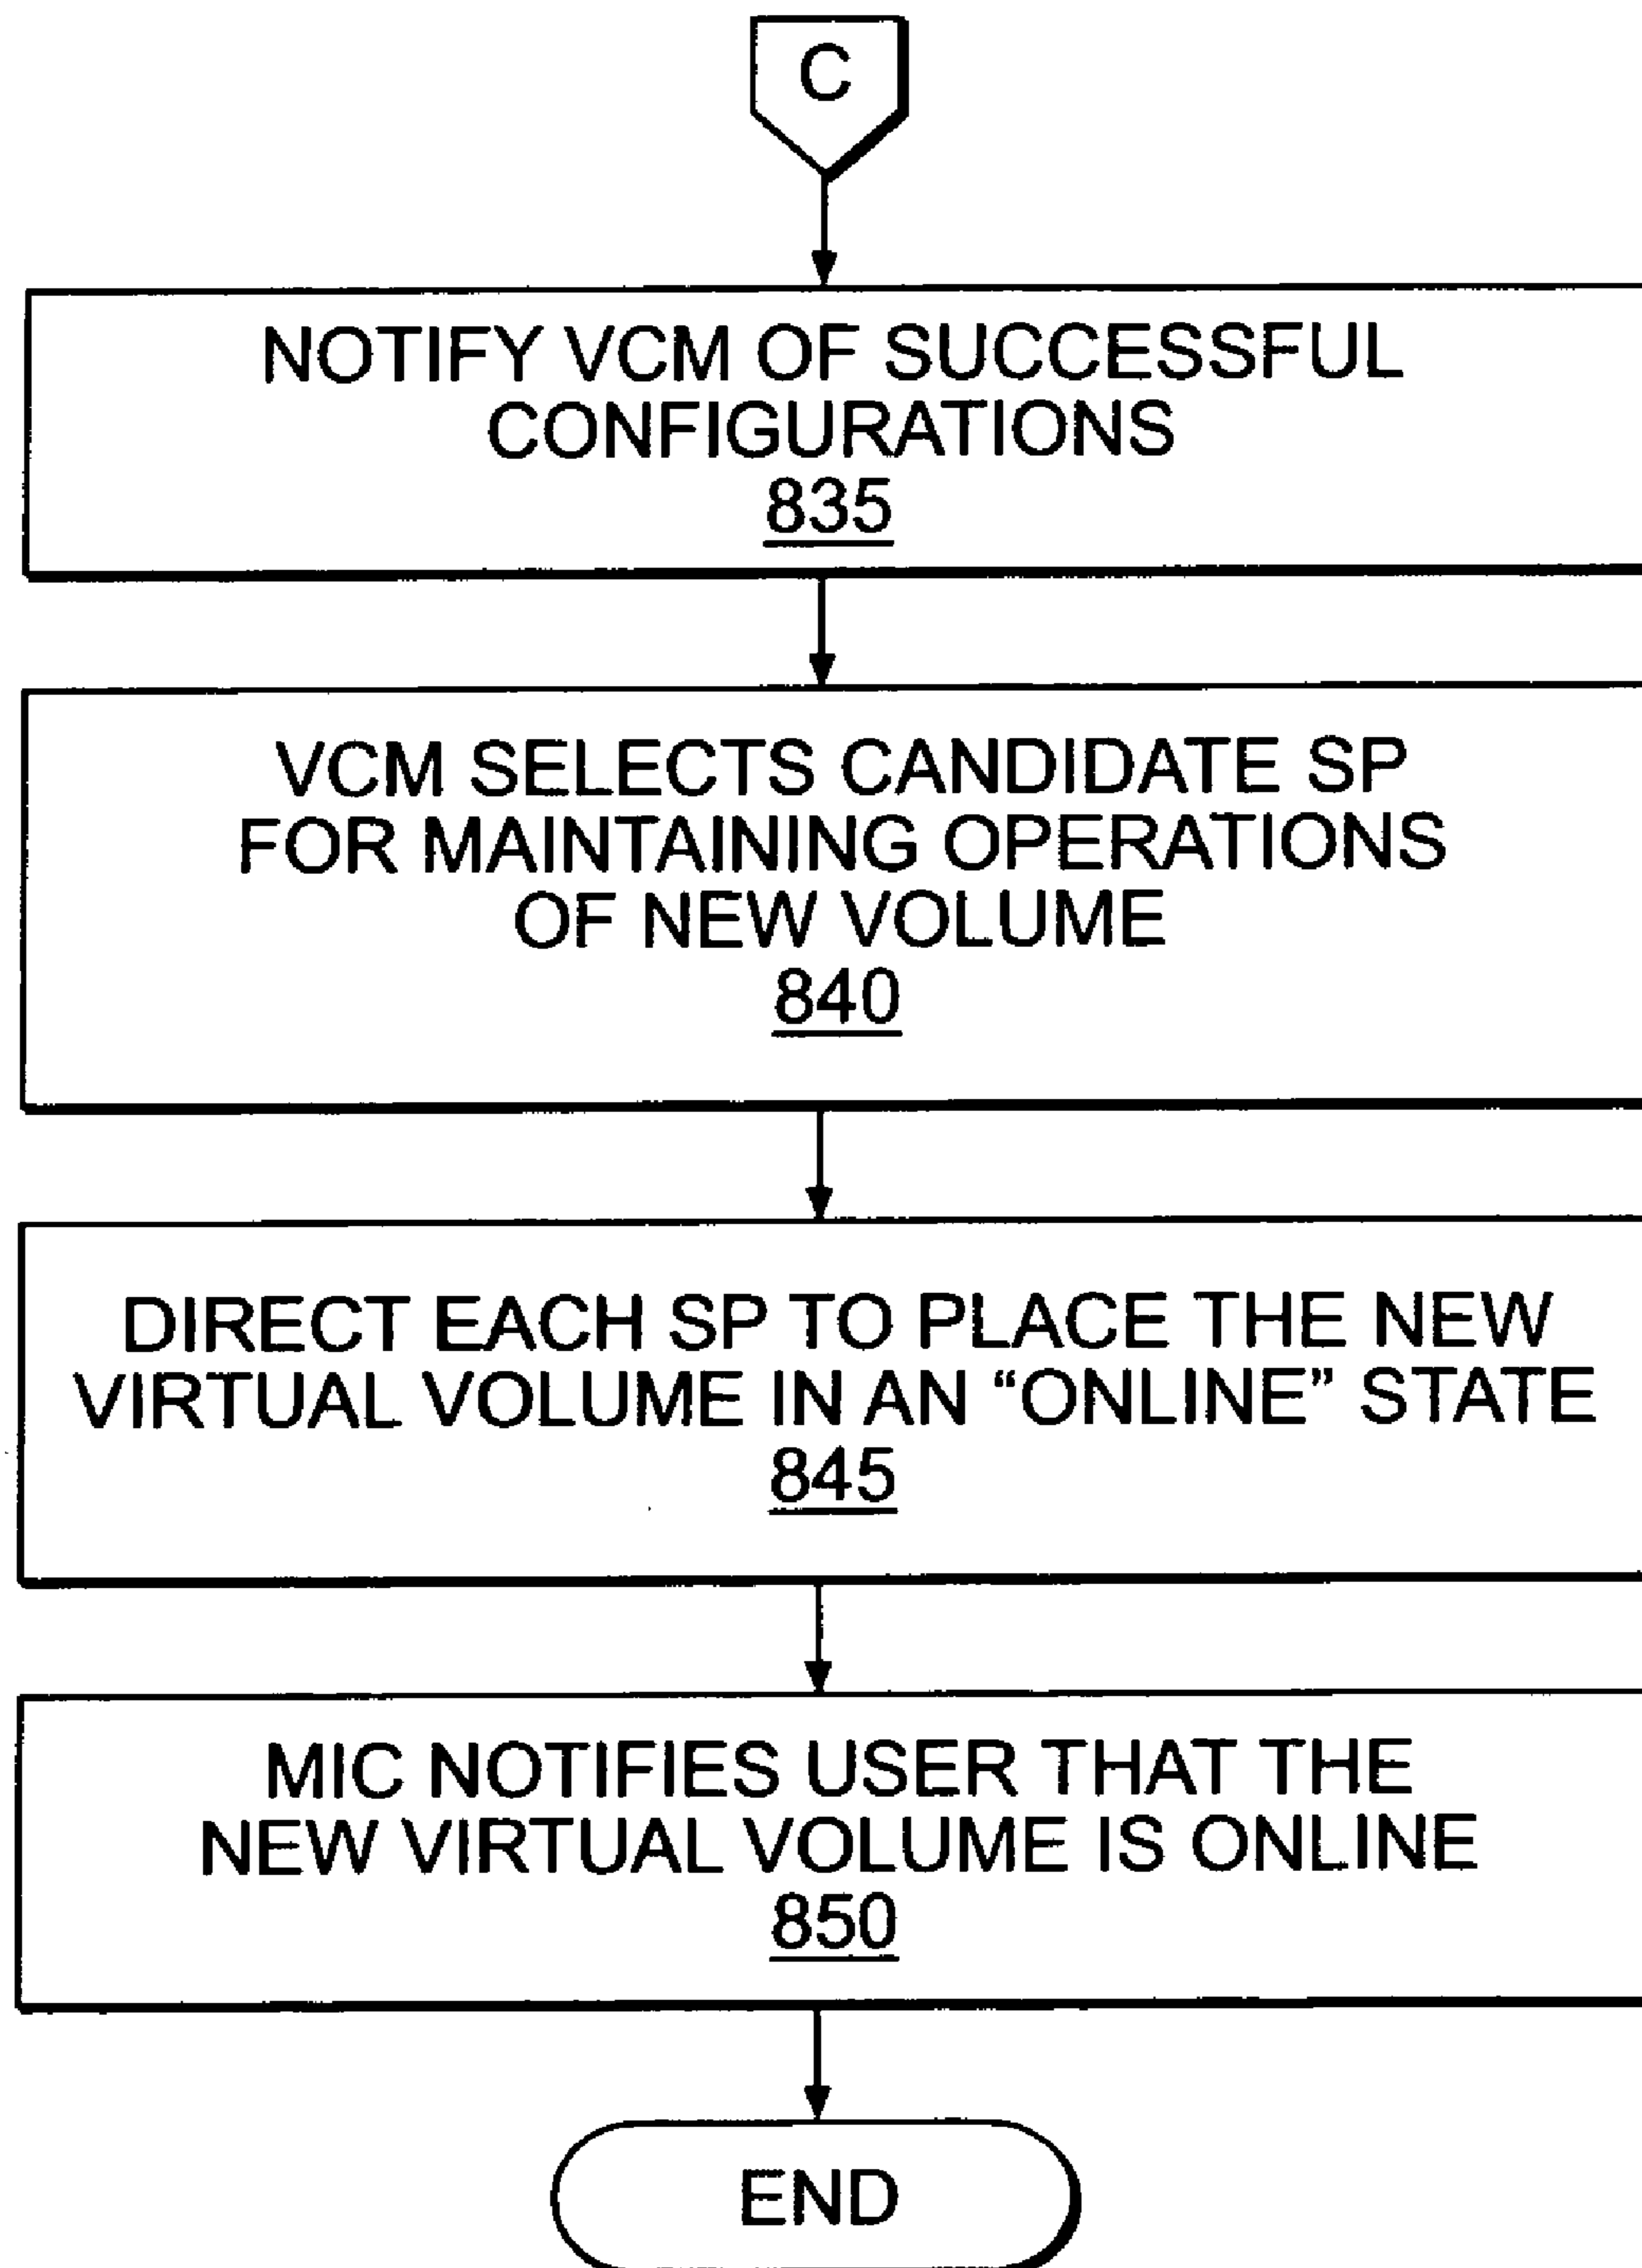 C
NOTIFY VCM OF SUCCESSFUL
CONFIGURATIONS
835
VCM SELECTS CANDIDATE SP
FOR MAINTAINING OPERATIONS
OF NEW VOLUME
840
DIRECT EACH SP TO PLACE THE NEW
VIRTUAL VOLUME IN AN “ONLINE” STATE
845
MIC NOTIFIES USER THAT THE
NEW VIRTUAL VOLUME IS ONLINE
850
END